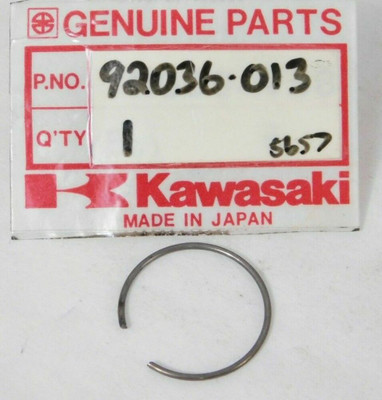 GENUINE PARTS
P.NO. 92036-013
Q'TY 1 5657
Kawasaki
MADE IN JAPAN